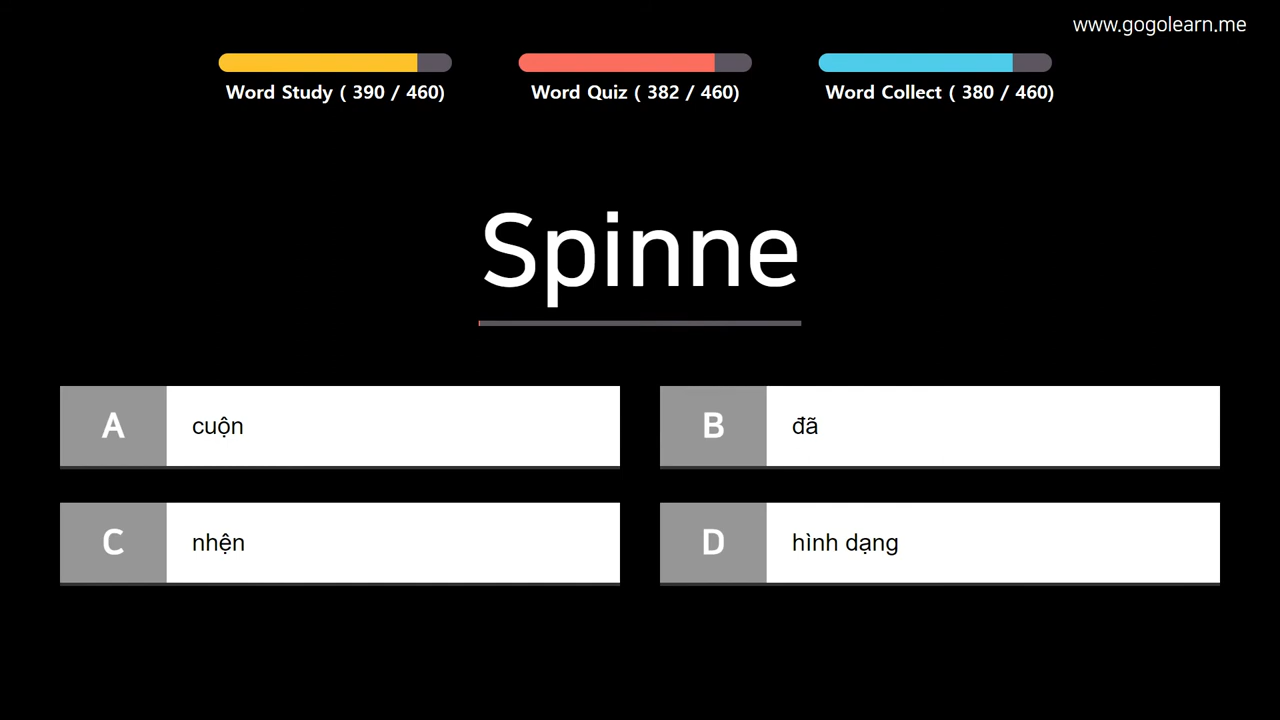 www.gogolearn.me
Word Study ( 390 / 460)
Word Quiz ( 382 / 460)
Word Collect ( 380 / 460)
Spinne
A cuộn
B đã
C nhện
D hình dạng